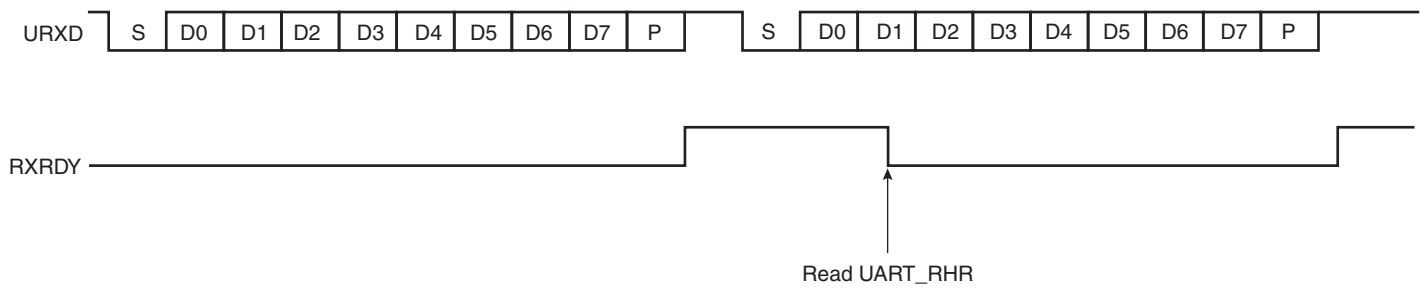 URXD S D0 D1 D2 D3 D4 D5 D6 D7 P S D0 D1 D2 D3 D4 D5 D6 D7 P
RXRDY
Read UART_RHR